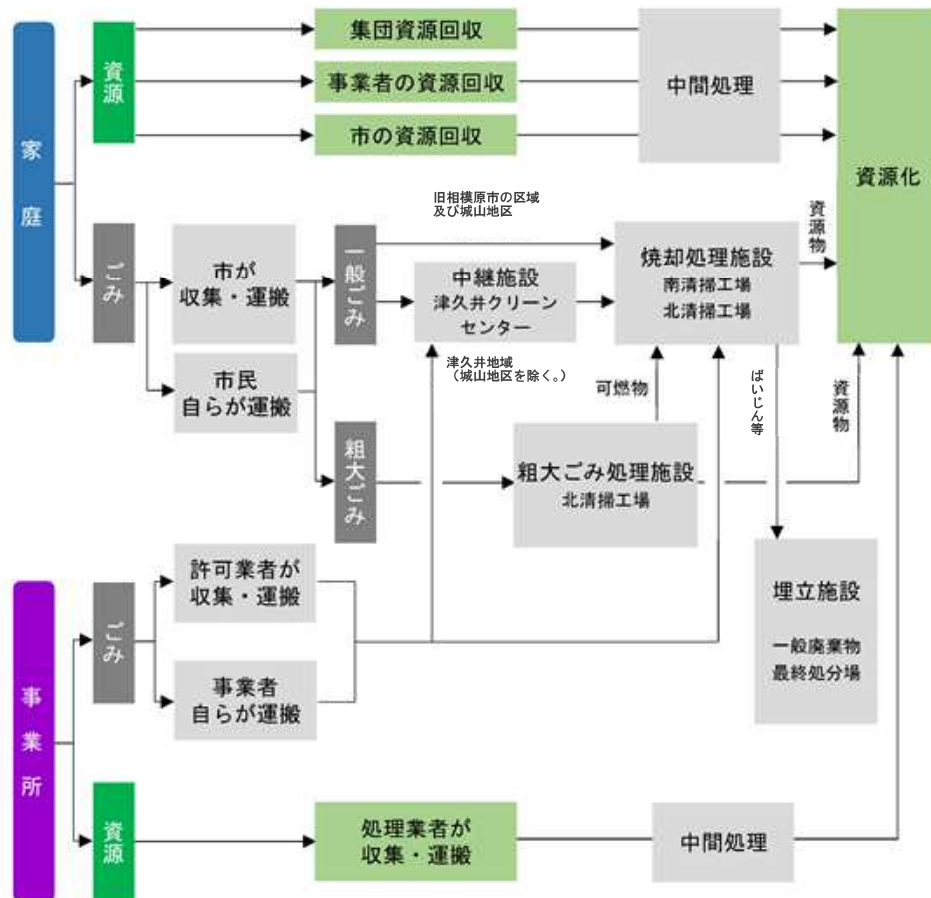 家庭
資源
集団資源回収
事業者の資源回収
市の資源回収
中間処理
資源化
ごみ
市が
収集・運搬
市民
自らが運搬
一般ごみ
旧相模原市の区域
及び城山地区
中継施設
津久井クリーン
センター
津久井地域
（城山地区を除く。）
焼却処理施設
南清掃工場
北清掃工場
資源物
粗大ごみ
可燃物
ばいじん等
資源物
粗大ごみ処理施設
北清掃工場
埋立施設
一般廃棄物
最終処分場
事業所
ごみ
許可業者が
収集・運搬
事業者
自らが運搬
資源
処理業者が
収集・運搬
中間処理